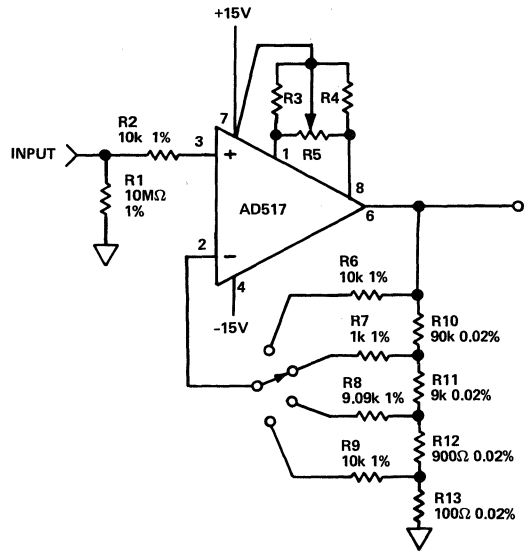 +15V
R3
R4
R2
10k 1%
7
3
1
R5
INPUT
+
R1
10MΩ
1%
8
AD517
6
2
−
4
−15V
R6
10k 1%
R10
90k 0.02%
R7
1k 1%
R11
9k 0.02%
R8
9.09k 1%
R12
900Ω 0.02%
R9
10k 1%
R13
100Ω 0.02%